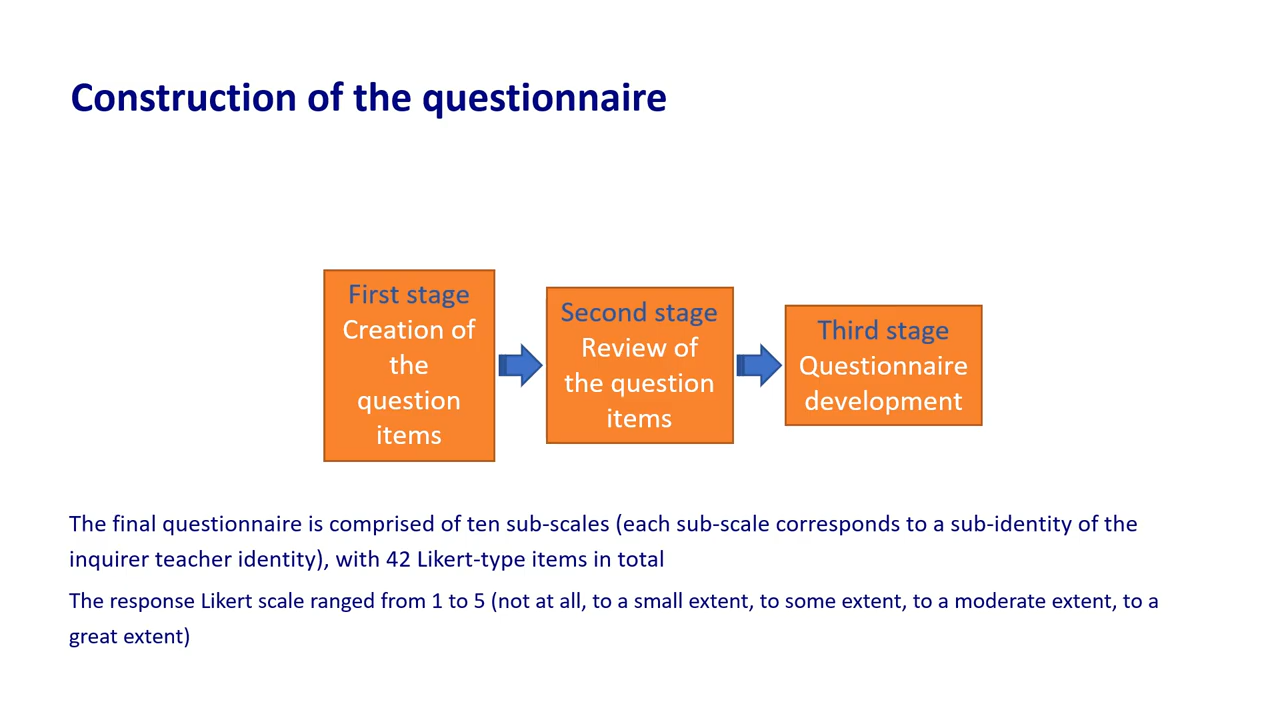 Construction of the questionnaire
First stage
Creation of
the
question
items
Second stage
Review of
the question
items
Third stage
Questionnaire
development
The final questionnaire is comprised of ten sub-scales (each sub-scale corresponds to a sub-identity of the
inquirer teacher identity), with 42 Likert-type items in total
The response Likert scale ranged from 1 to 5 (not at all, to a small extent, to some extent, to a moderate extent, to a
great extent)